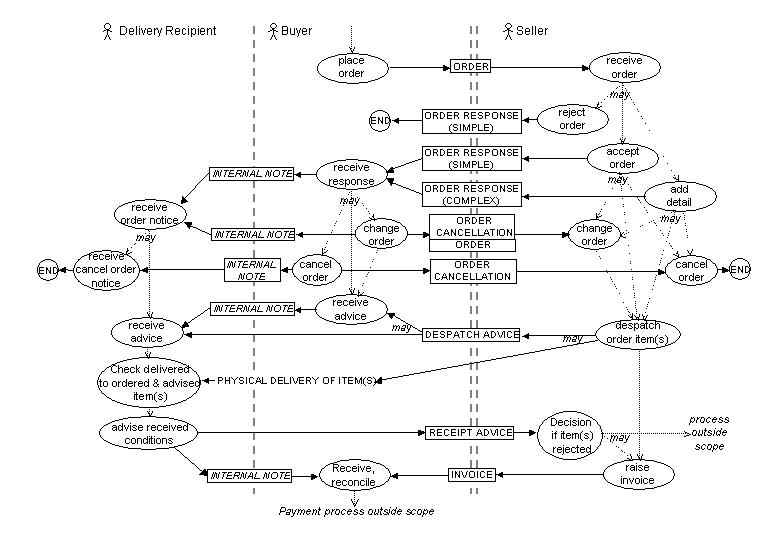 Delivery Recipient
Buyer
Seller
place
order
ORDER
receive
order
may
END
ORDER RESPONSE
(SIMPLE)
reject
order
ORDER RESPONSE
(SIMPLE)
accept
order
INTERNAL NOTE
receive
response
may
ORDER RESPONSE
(COMPLEX)
add
detail
may
may
receive
order notice
INTERNAL NOTE
change
order
ORDER
CANCELLATION
ORDER
change
order
may
END
receive
cancel order
notice
INTERNAL
NOTE
cancel
order
ORDER
CANCELLATION
cancel
order
END
INTERNAL NOTE
receive
advice
receive
advice
may
DESPATCH ADVICE
may
despatch
order item(s)
Check delivered
to ordered & advised
item(s)
PHYSICAL DELIVERY OF ITEM(S)
advise received
conditions
RECEIPT ADVICE
Decision
if item(s)
rejected
may
process
outside
scope
INTERNAL NOTE
Receive,
reconcile
INVOICE
raise
invoice
Payment process outside scope